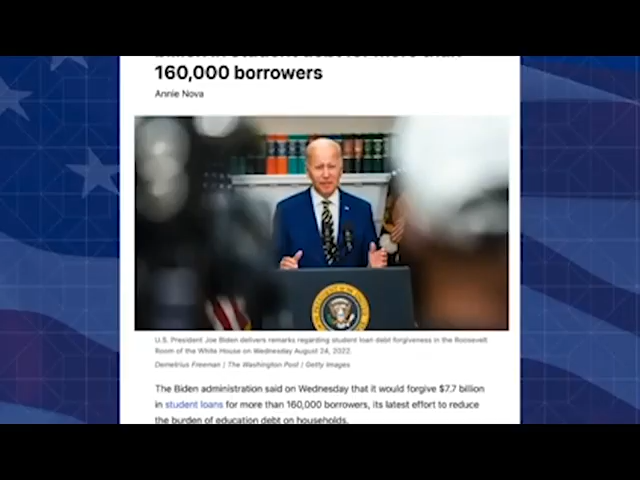 160,000 borrowers
Annie Nova
U.S. President Joe Biden delivers remarks regarding student loan debt forgiveness in the Roosevelt
Room of the White House on Wednesday August 24, 2022.
Demetrius Freeman | The Washington Post | Getty Images
The Biden administration said on Wednesday that it would forgive $7.7 billion
in student loans for more than 160,000 borrowers, its latest effort to reduce
the burden of education debt on households.